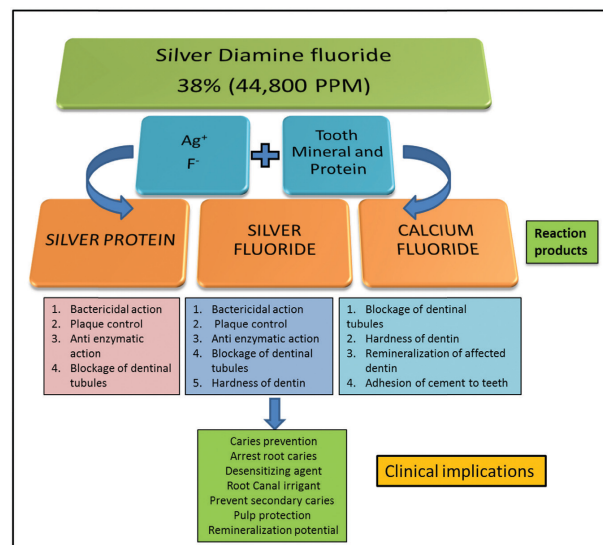 Silver Diamine fluoride
38% (44,800 PPM)
Ag+
F-
Tooth
Mineral and
Protein
SILVER PROTEIN
SILVER
FLUORIDE
CALCIUM
FLUORIDE
Reaction
products
1. Bactericidal action
2. Plaque control
3. Anti enzymatic
action
4. Blockage of dentinal
tubules
1. Bactericidal action
2. Plaque control
3. Anti enzymatic action
4. Blockage of dentinal
tubules
5. Hardness of dentin
1. Blockage of dentinal
tubules
2. Hardness of dentin
3. Remineralization of affected
dentin
4. Adhesion of cement to teeth
Caries prevention
Arrest root caries
Desensitizing agent
Root Canal irrigant
Prevent secondary caries
Pulp protection
Remineralization potential
Clinical implications